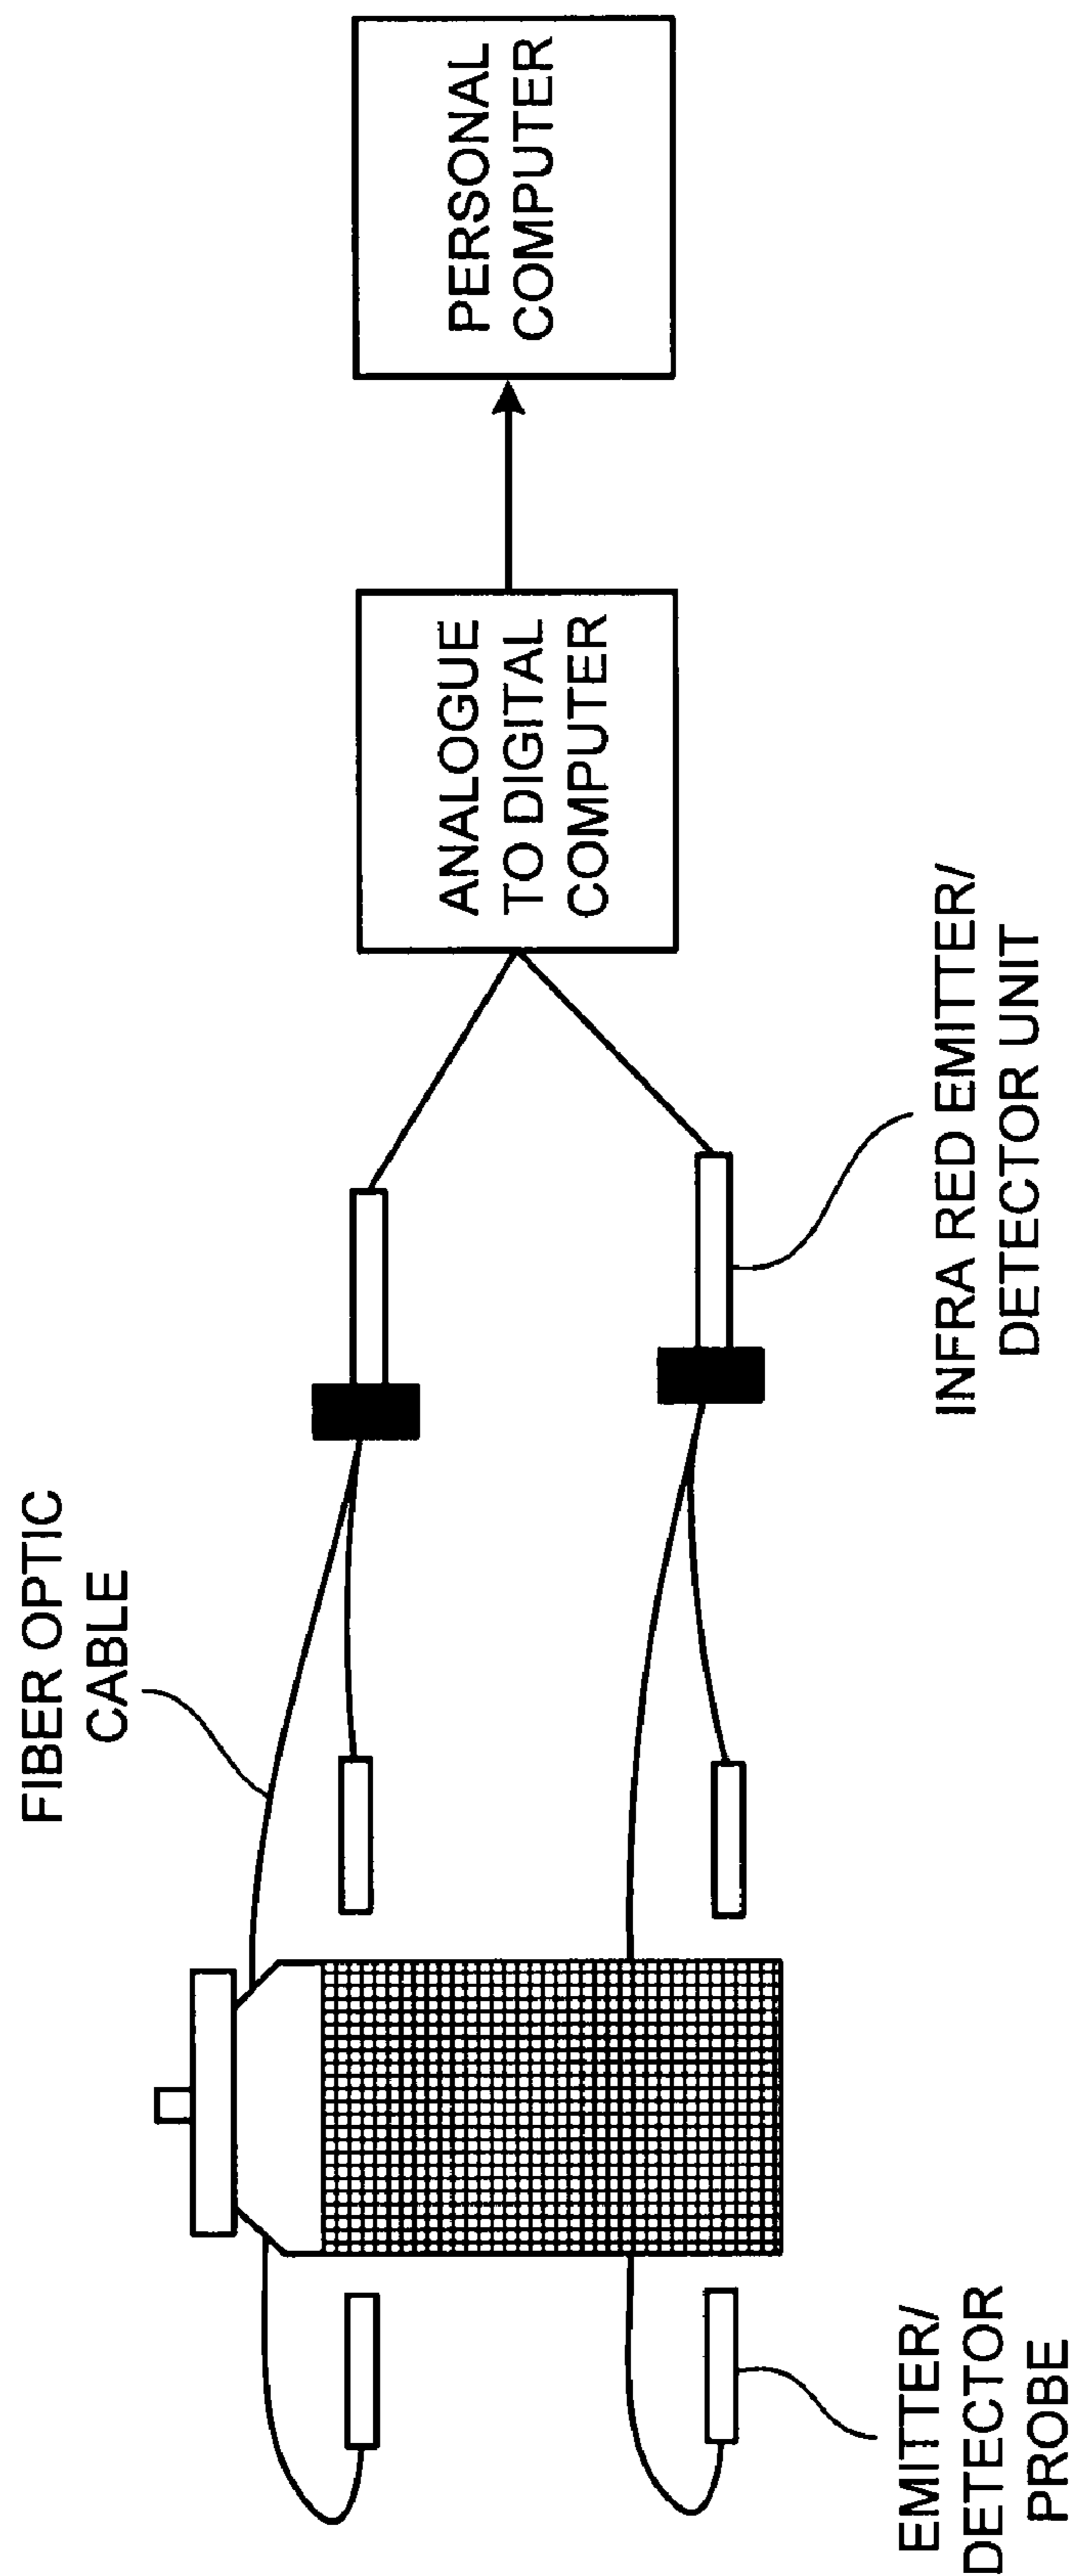 FIBER OPTIC
CABLE
PERSONAL
COMPUTER
ANALOGUE
TO DIGITAL
COMPUTER
EMITTER/
DETECTOR
PROBE
INFRA RED EMITTER/
DETECTOR UNIT